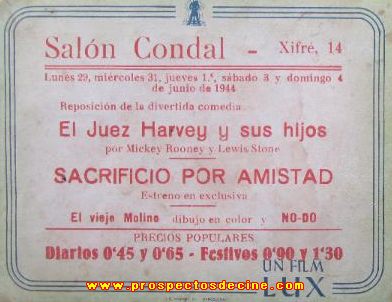 Salón Condal - Xifré, 14
Lunes 29, miércoles 31, jueves 1.º, sábado 3 y domingo 4
de junio de 1944
Reposición de la divertida comedia
El Juez Harvey y sus hijos
por Mickey Rooney y Lewis Stone
SACRIFICIO POR AMISTAD
Estreno en exclusiva
El viejo Molino dibujo en color y NO-DO
PRECIOS POPULARES
Diarios 0'45 y 0'65 - Festivos 0'90 y 1'30
UN FILM
LUX
www.prospectosdecine.com